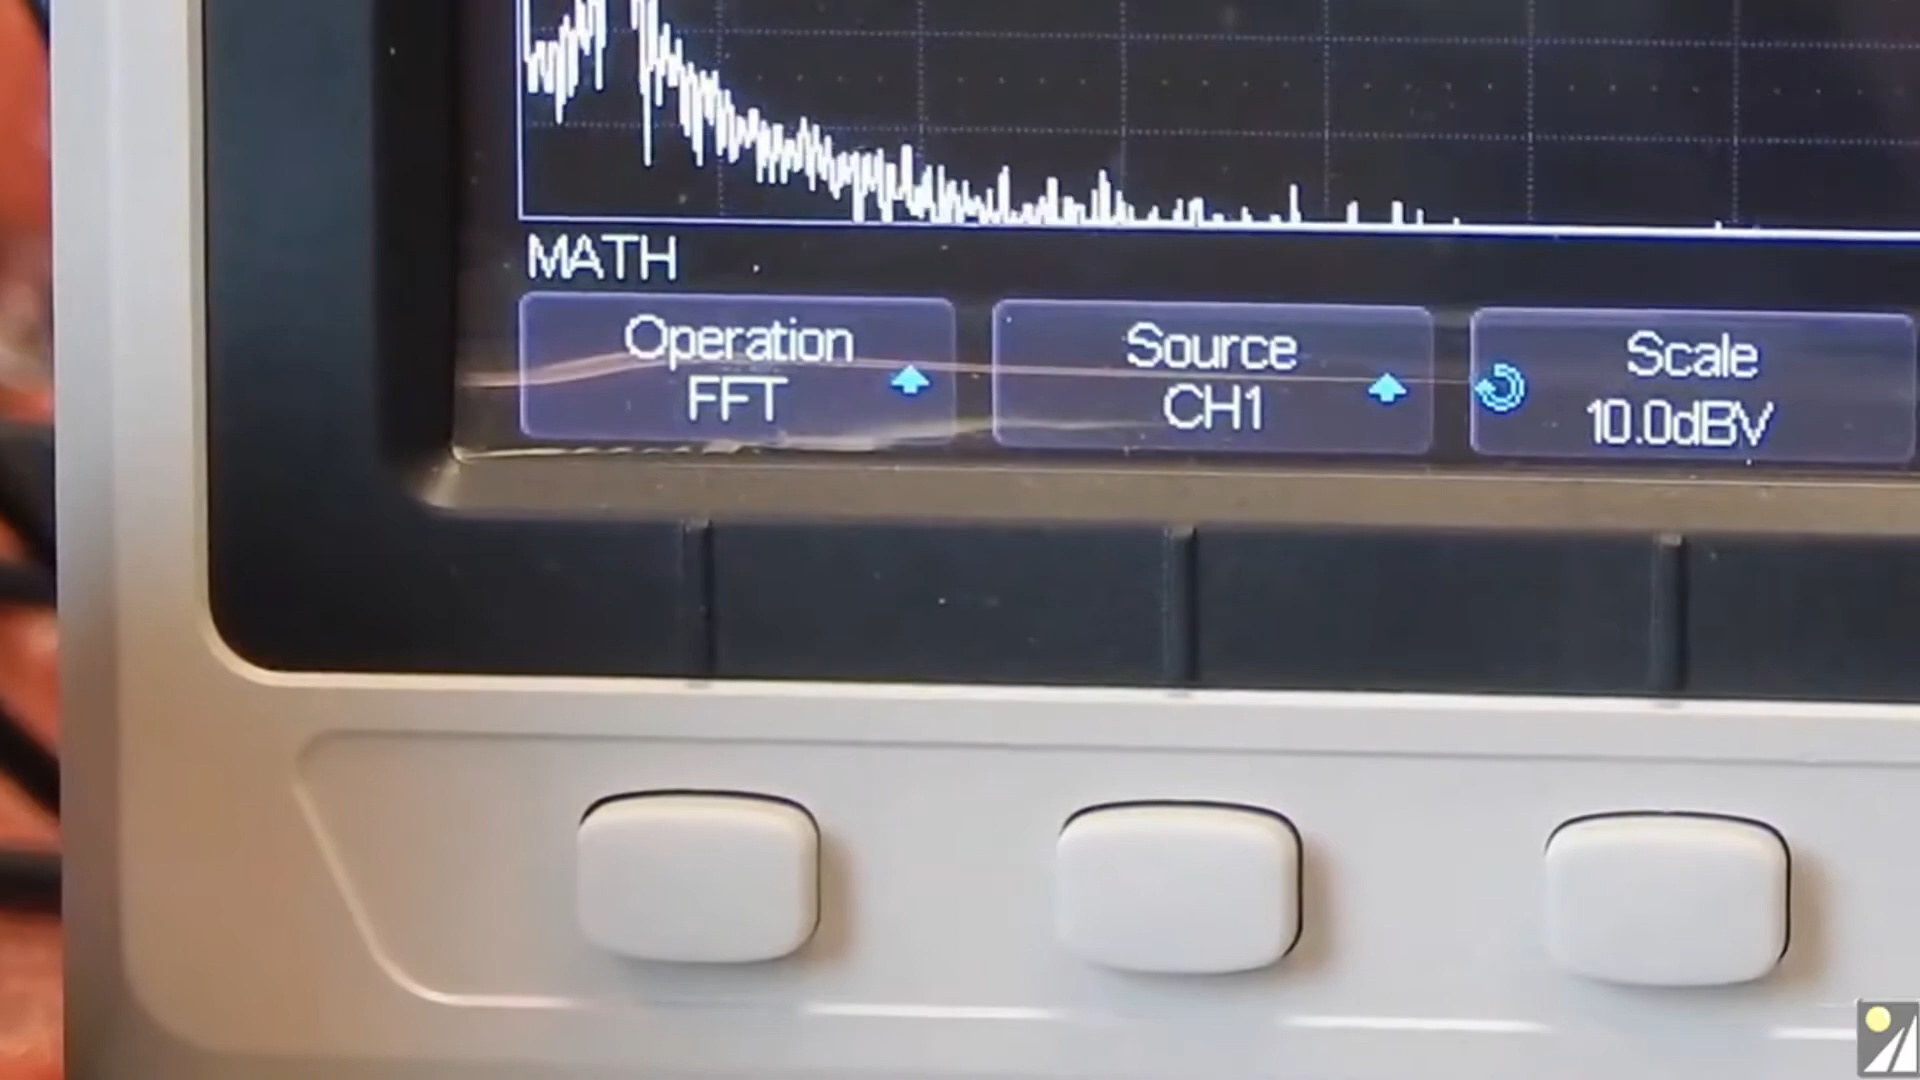 MATH
Operation
FFT
Source
CH1
Scale
10.0dBV